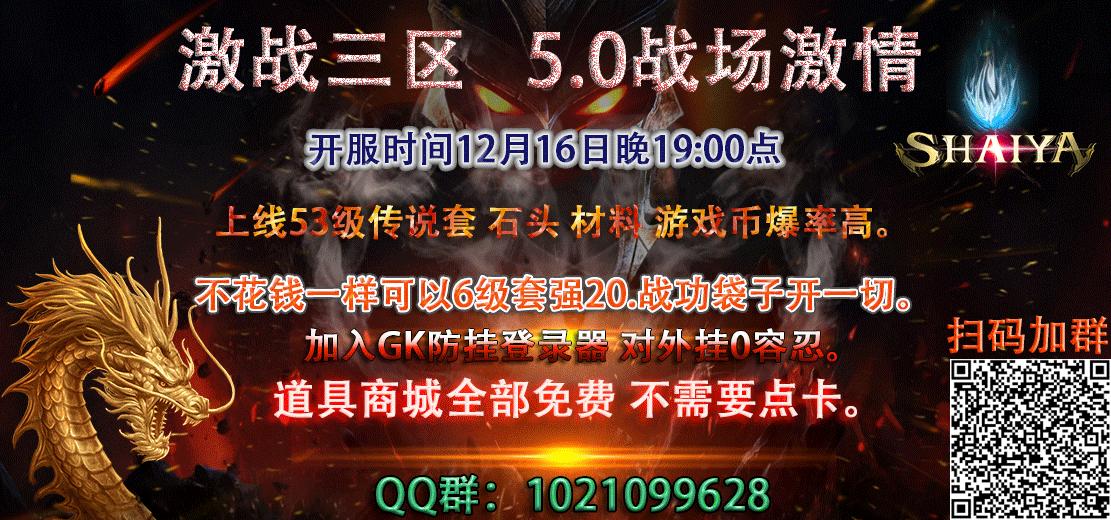 激战三区 5.0战场激情
SHAIYA
开服时间12月16日晚19:00点
上线53级传说套 石头 材料 游戏币爆率高。
不花钱一样可以6级套强20.战功袋子开一切。
加入GK防挂登录器 对外挂0容忍。
扫码加群
道具商城全部免费 不需要点卡。
QQ群：1021099628